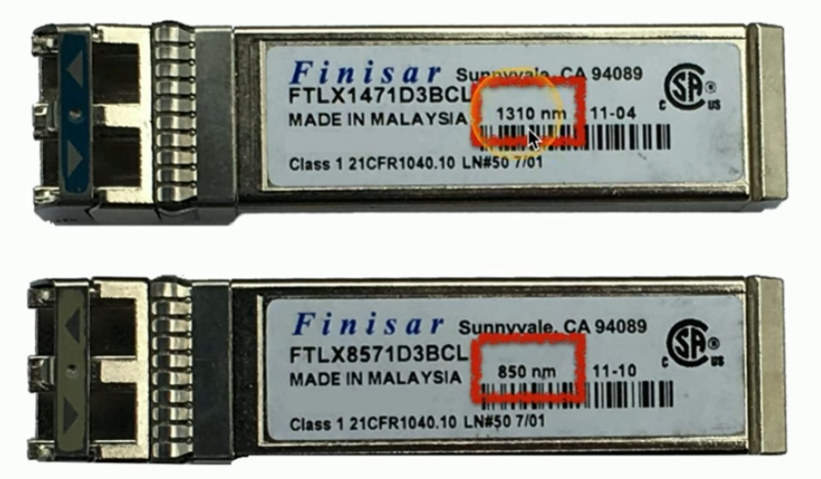 Finisar Sunnyvale, CA 94089
FTLX1471D3BCL
MADE IN MALAYSIA 1310 nm 11-04
Class 1 21CFR1040.10 LN#50 7/01
C SA ® US
Finisar Sunnyvale, CA 94089
FTLX8571D3BCL
MADE IN MALAYSIA 850 nm 11-10
Class 1 21CFR1040.10 LN#50 7/01
C SA ® US